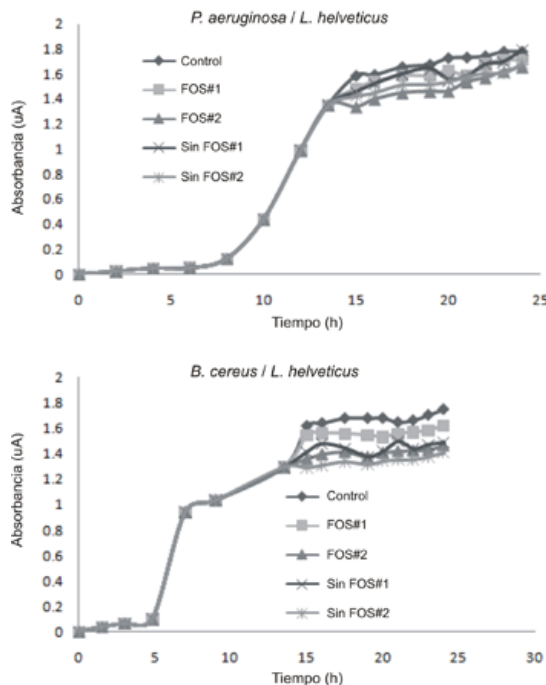 P. aeruginosa / L. helveticus
Absorbancia (uA)
2
1.8
1.6
1.4
1.2
1
0.8
0.6
0.4
0.2
0
Control
FOS#1
FOS#2
Sin FOS#1
Sin FOS#2
0 5 10 15 20 25
Tiempo (h)
B. cereus / L. helveticus
Absorbancia (uA)
2
1.8
1.6
1.4
1.2
1
0.8
0.6
0.4
0.2
0
Control
FOS#1
FOS#2
Sin FOS#1
Sin FOS#2
0 5 10 15 20 25 30
Tiempo (h)